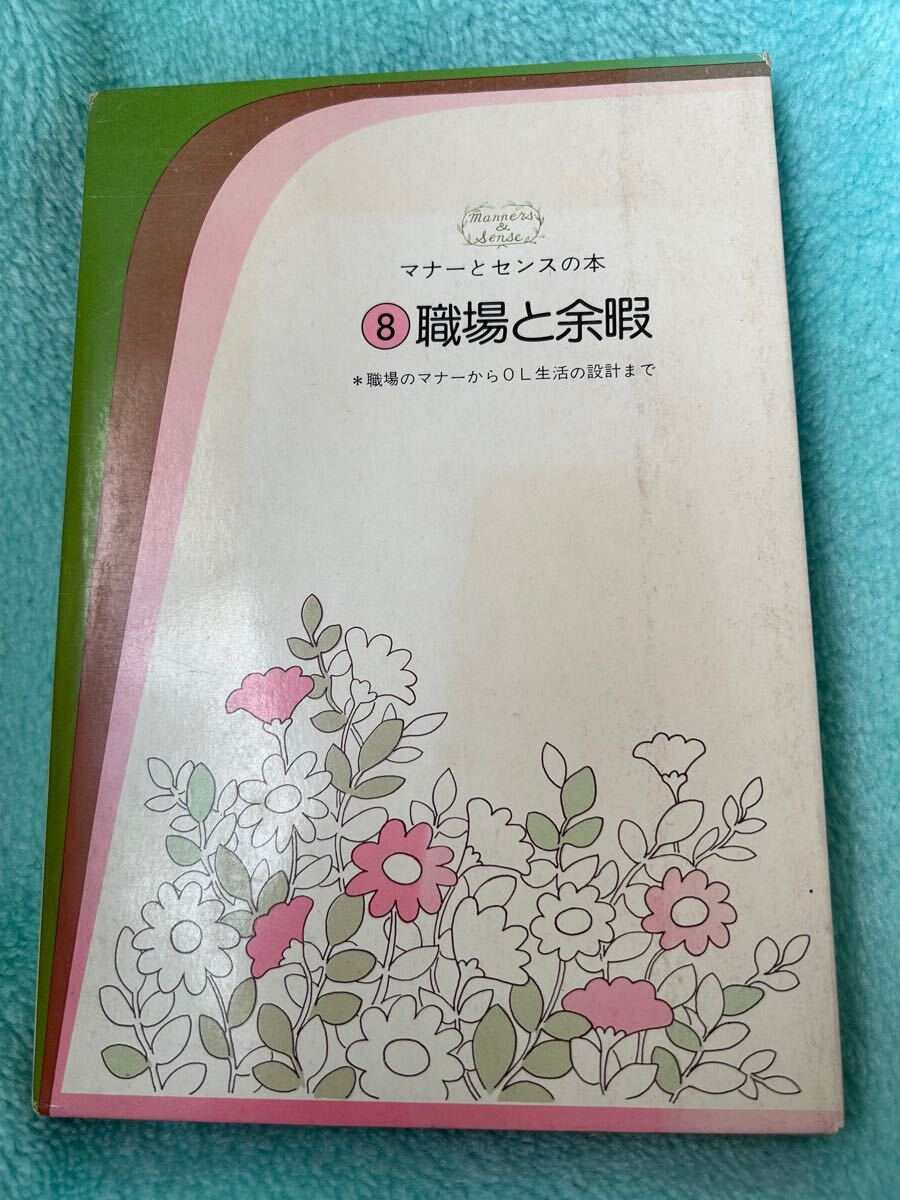 Manners
&
Sense
マナーとセンスの本
8 職場と余暇
＊職場のマナーからOL生活の設計まで